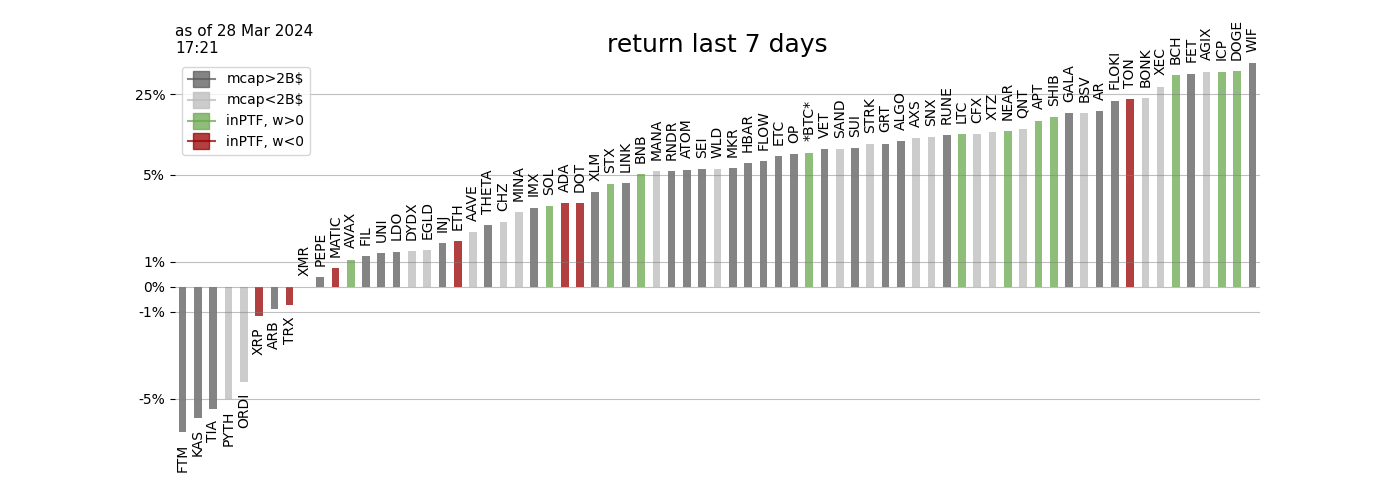 as of 28 Mar 2024
17:21
return last 7 days
mcap>2B$
mcap<2B$
inPTF, w>0
inPTF, w<0
25%
5%
1%
0%
-1%
-5%
FTM
KAS
TIA
PYTH
ORDI
XRP
ARB
TRX
XMR
PEPE
MATIC
AVAX
FIL
UNI
LDO
DYDX
EGLD
INJ
ETH
AAVE
THETA
CHZ
MINA
IMX
SOL
ADA
DOT
XLM
STX
LINK
BNB
MANA
RNDR
ATOM
SEI
WLD
MKR
HBAR
FLOW
ETC
OP
*BTC*
VET
SAND
SUI
STRK
GRT
ALGO
AXS
SNX
RUNE
LTC
CFX
XTZ
NEAR
QNT
APT
SHIB
GALA
BSV
AR
FLOKI
TON
BONK
XEC
BCH
FET
AGIX
ICP
DOGE
WIF